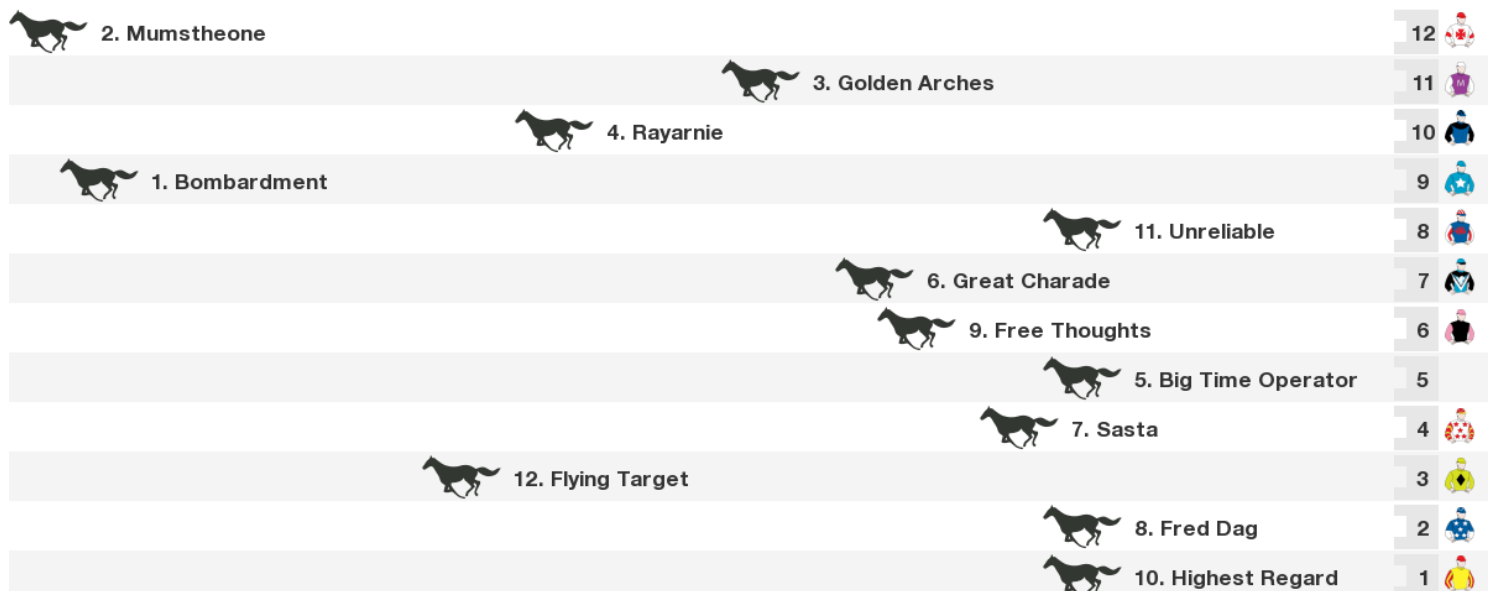 2. Mumstheone 12
3. Golden Arches 11 M
4. Rayarnie 10
1. Bombardment 9
11. Unreliable 8
6. Great Charade 7
9. Free Thoughts 6
5. Big Time Operator 5
7. Sasta 4
12. Flying Target 3
8. Fred Dag 2
10. Highest Regard 1